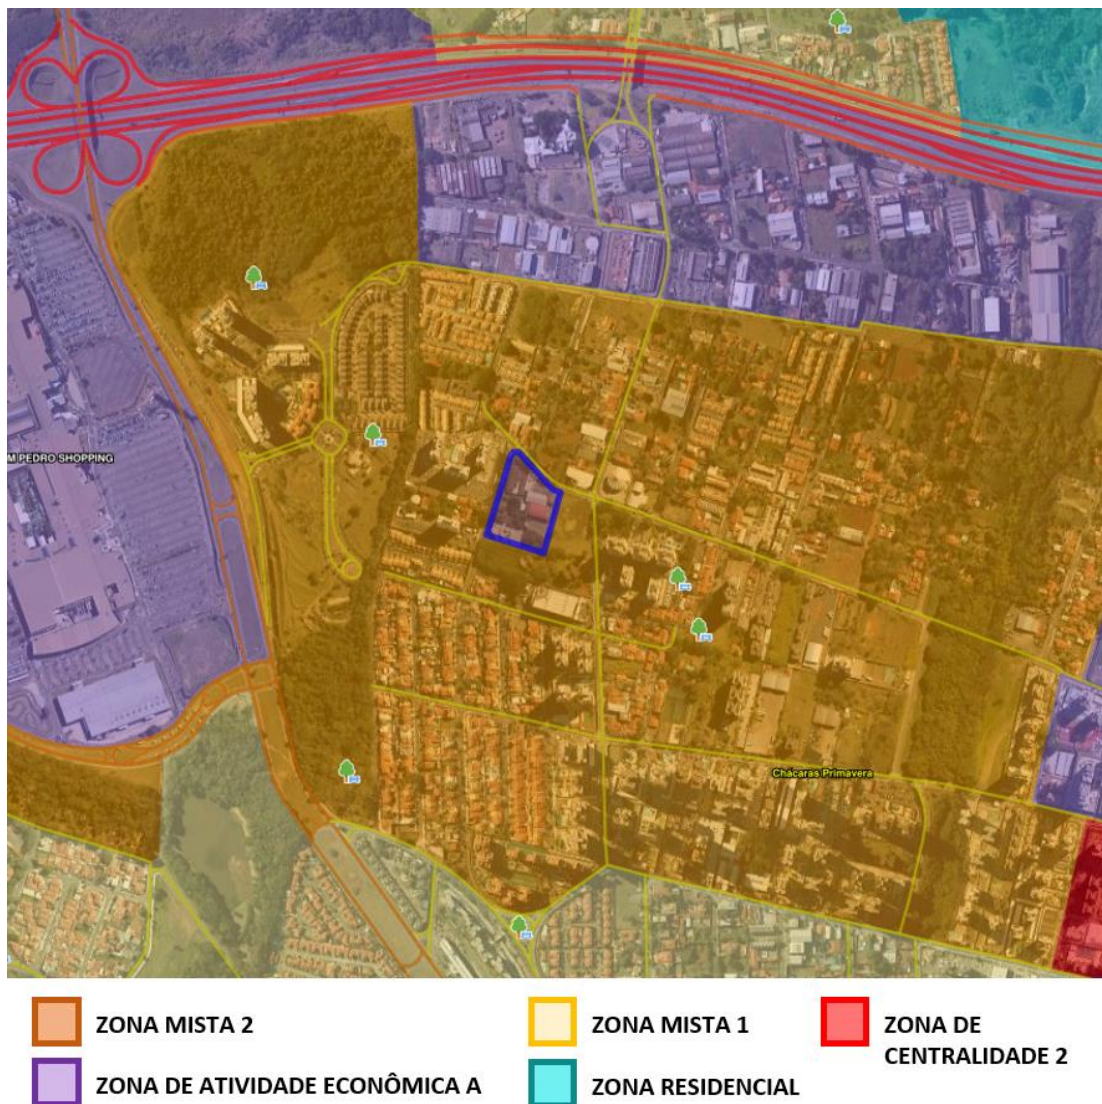 M PEDRO SHOPPING
Chácaras Primavera
ZONA MISTA 2
ZONA MISTA 1
ZONA DE
CENTRALIDADE 2
ZONA DE ATIVIDADE ECONÔMICA A
ZONA RESIDENCIAL